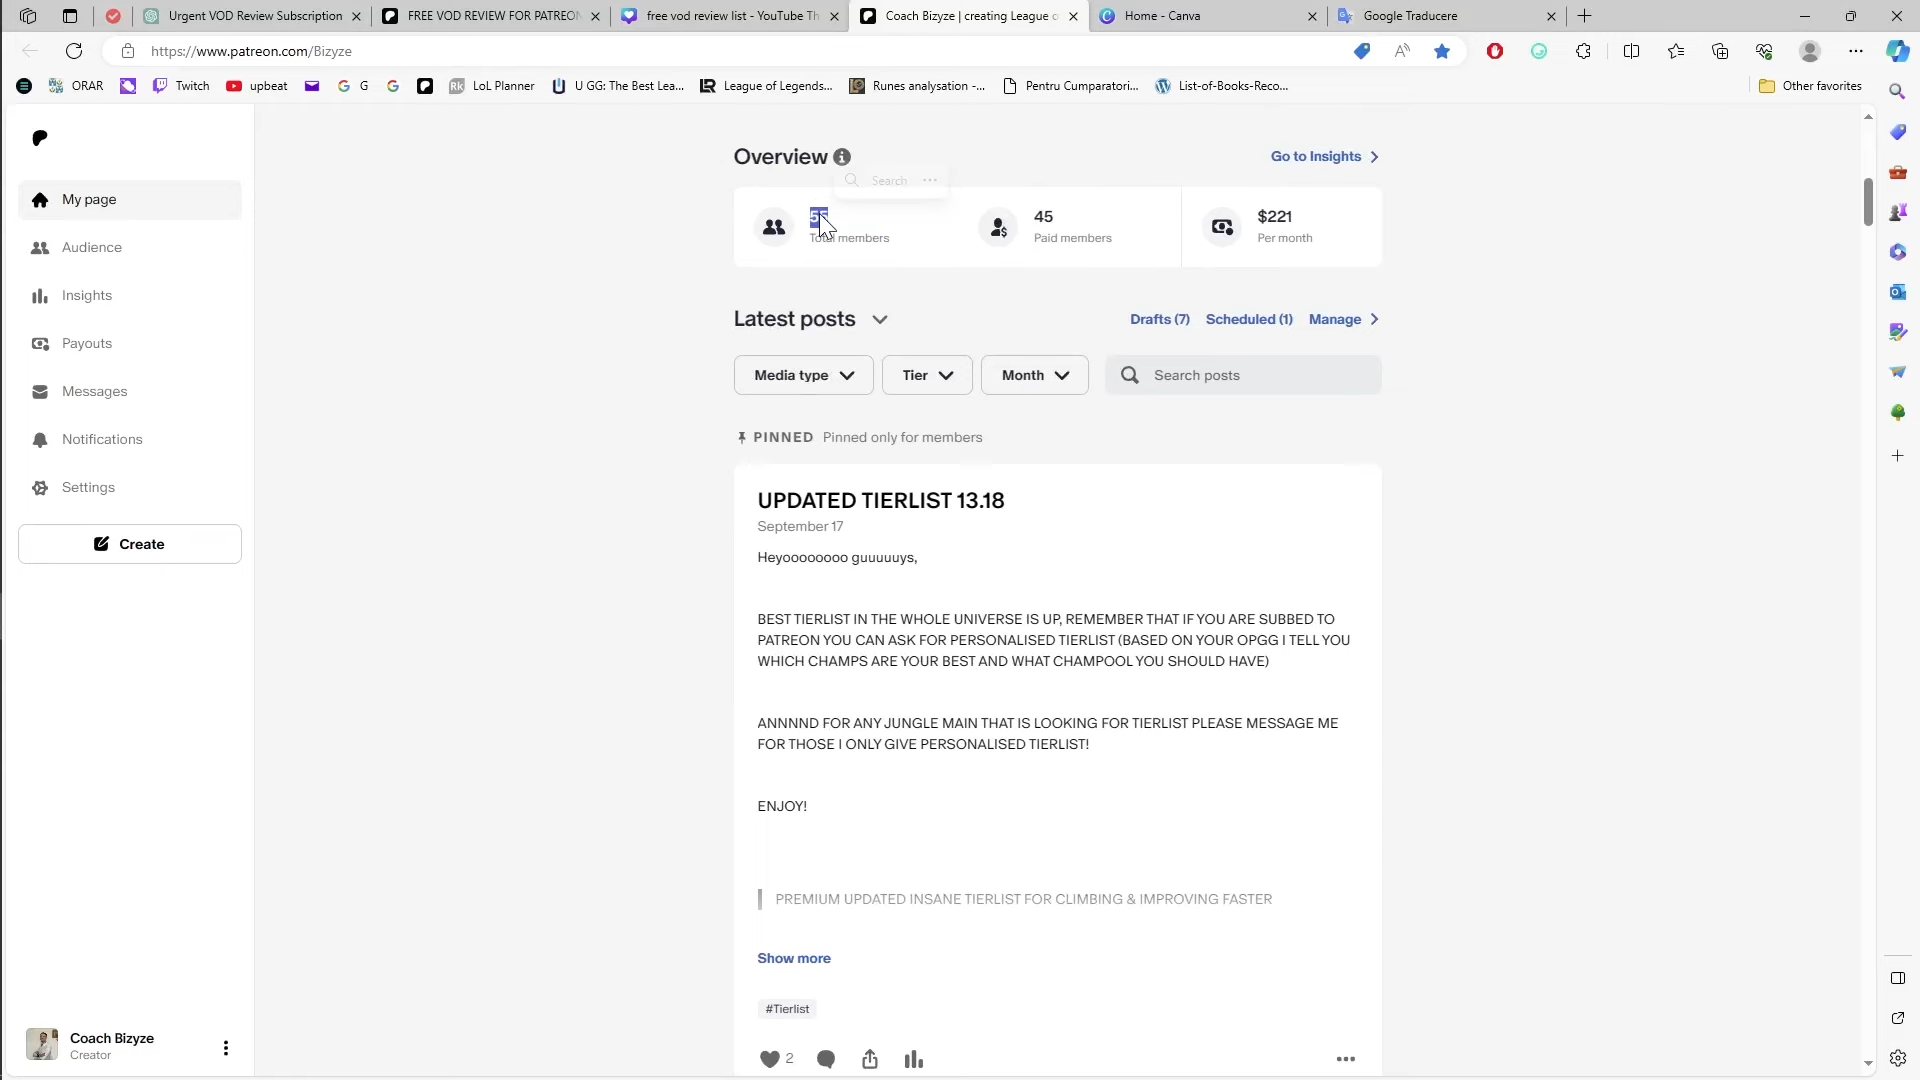 Urgent VOD Review Subscription
FREE VOD REVIEW FOR PATREON
free vod review list - YouTube Th
Coach Bizyze | creating League o
Home - Canva
Google Traducere
https://www.patreon.com/Bizyze
ORAR
Twitch
upbeat
G
LoL Planner
U GG: The Best Lea...
League of Legends...
Runes analysation -...
Pentru Cumparatori...
List-of-Books-Reco...
Other favorites
My page
Audience
Insights
Payouts
Messages
Notifications
Settings
Create
Coach Bizyze
Creator
Overview
Go to Insights
Search
55
Total members
45
Paid members
$221
Per month
Latest posts
Drafts (7)
Scheduled (1)
Manage
Media type
Tier
Month
Search posts
PINNED Pinned only for members
UPDATED TIERLIST 13.18
September 17
Heyoooooooo guuuuuys,
BEST TIERLIST IN THE WHOLE UNIVERSE IS UP, REMEMBER THAT IF YOU ARE SUBBED TO
PATREON YOU CAN ASK FOR PERSONALISED TIERLIST (BASED ON YOUR OPGG I TELL YOU
WHICH CHAMPS ARE YOUR BEST AND WHAT CHAMPOOL YOU SHOULD HAVE)
ANNNND FOR ANY JUNGLE MAIN THAT IS LOOKING FOR TIERLIST PLEASE MESSAGE ME
FOR THOSE I ONLY GIVE PERSONALISED TIERLIST!
ENJOY!
PREMIUM UPDATED INSANE TIERLIST FOR CLIMBING & IMPROVING FASTER
Show more
#Tierlist
2